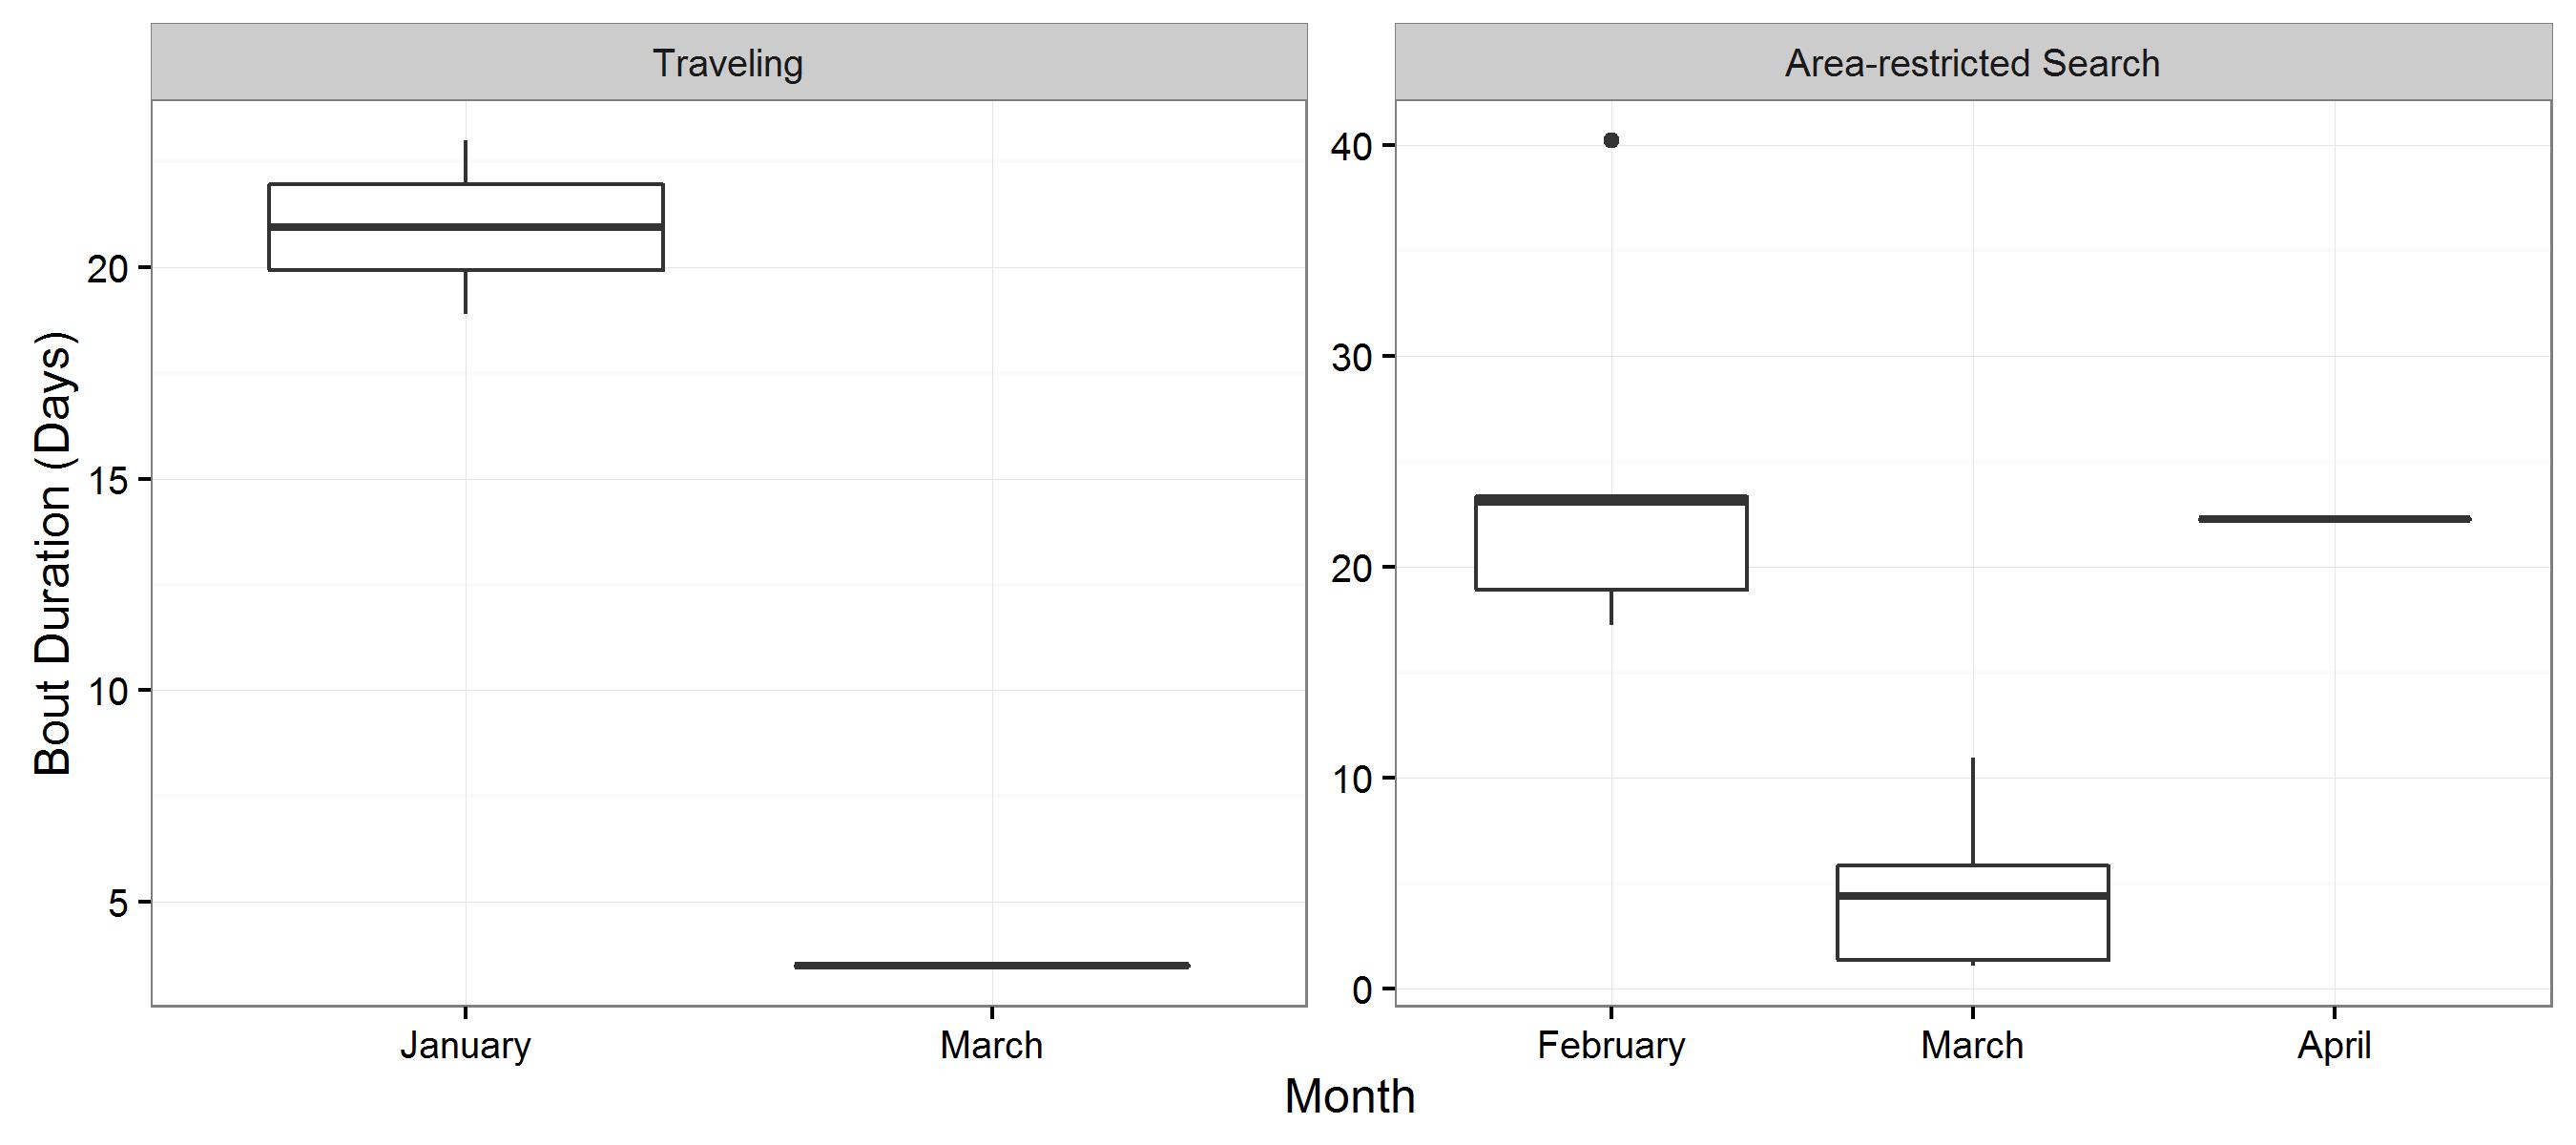 Traveling
Area-restricted Search
Bout Duration (Days)
20
15
10
5
40
30
20
10
0
January
March
February
March
April
Month